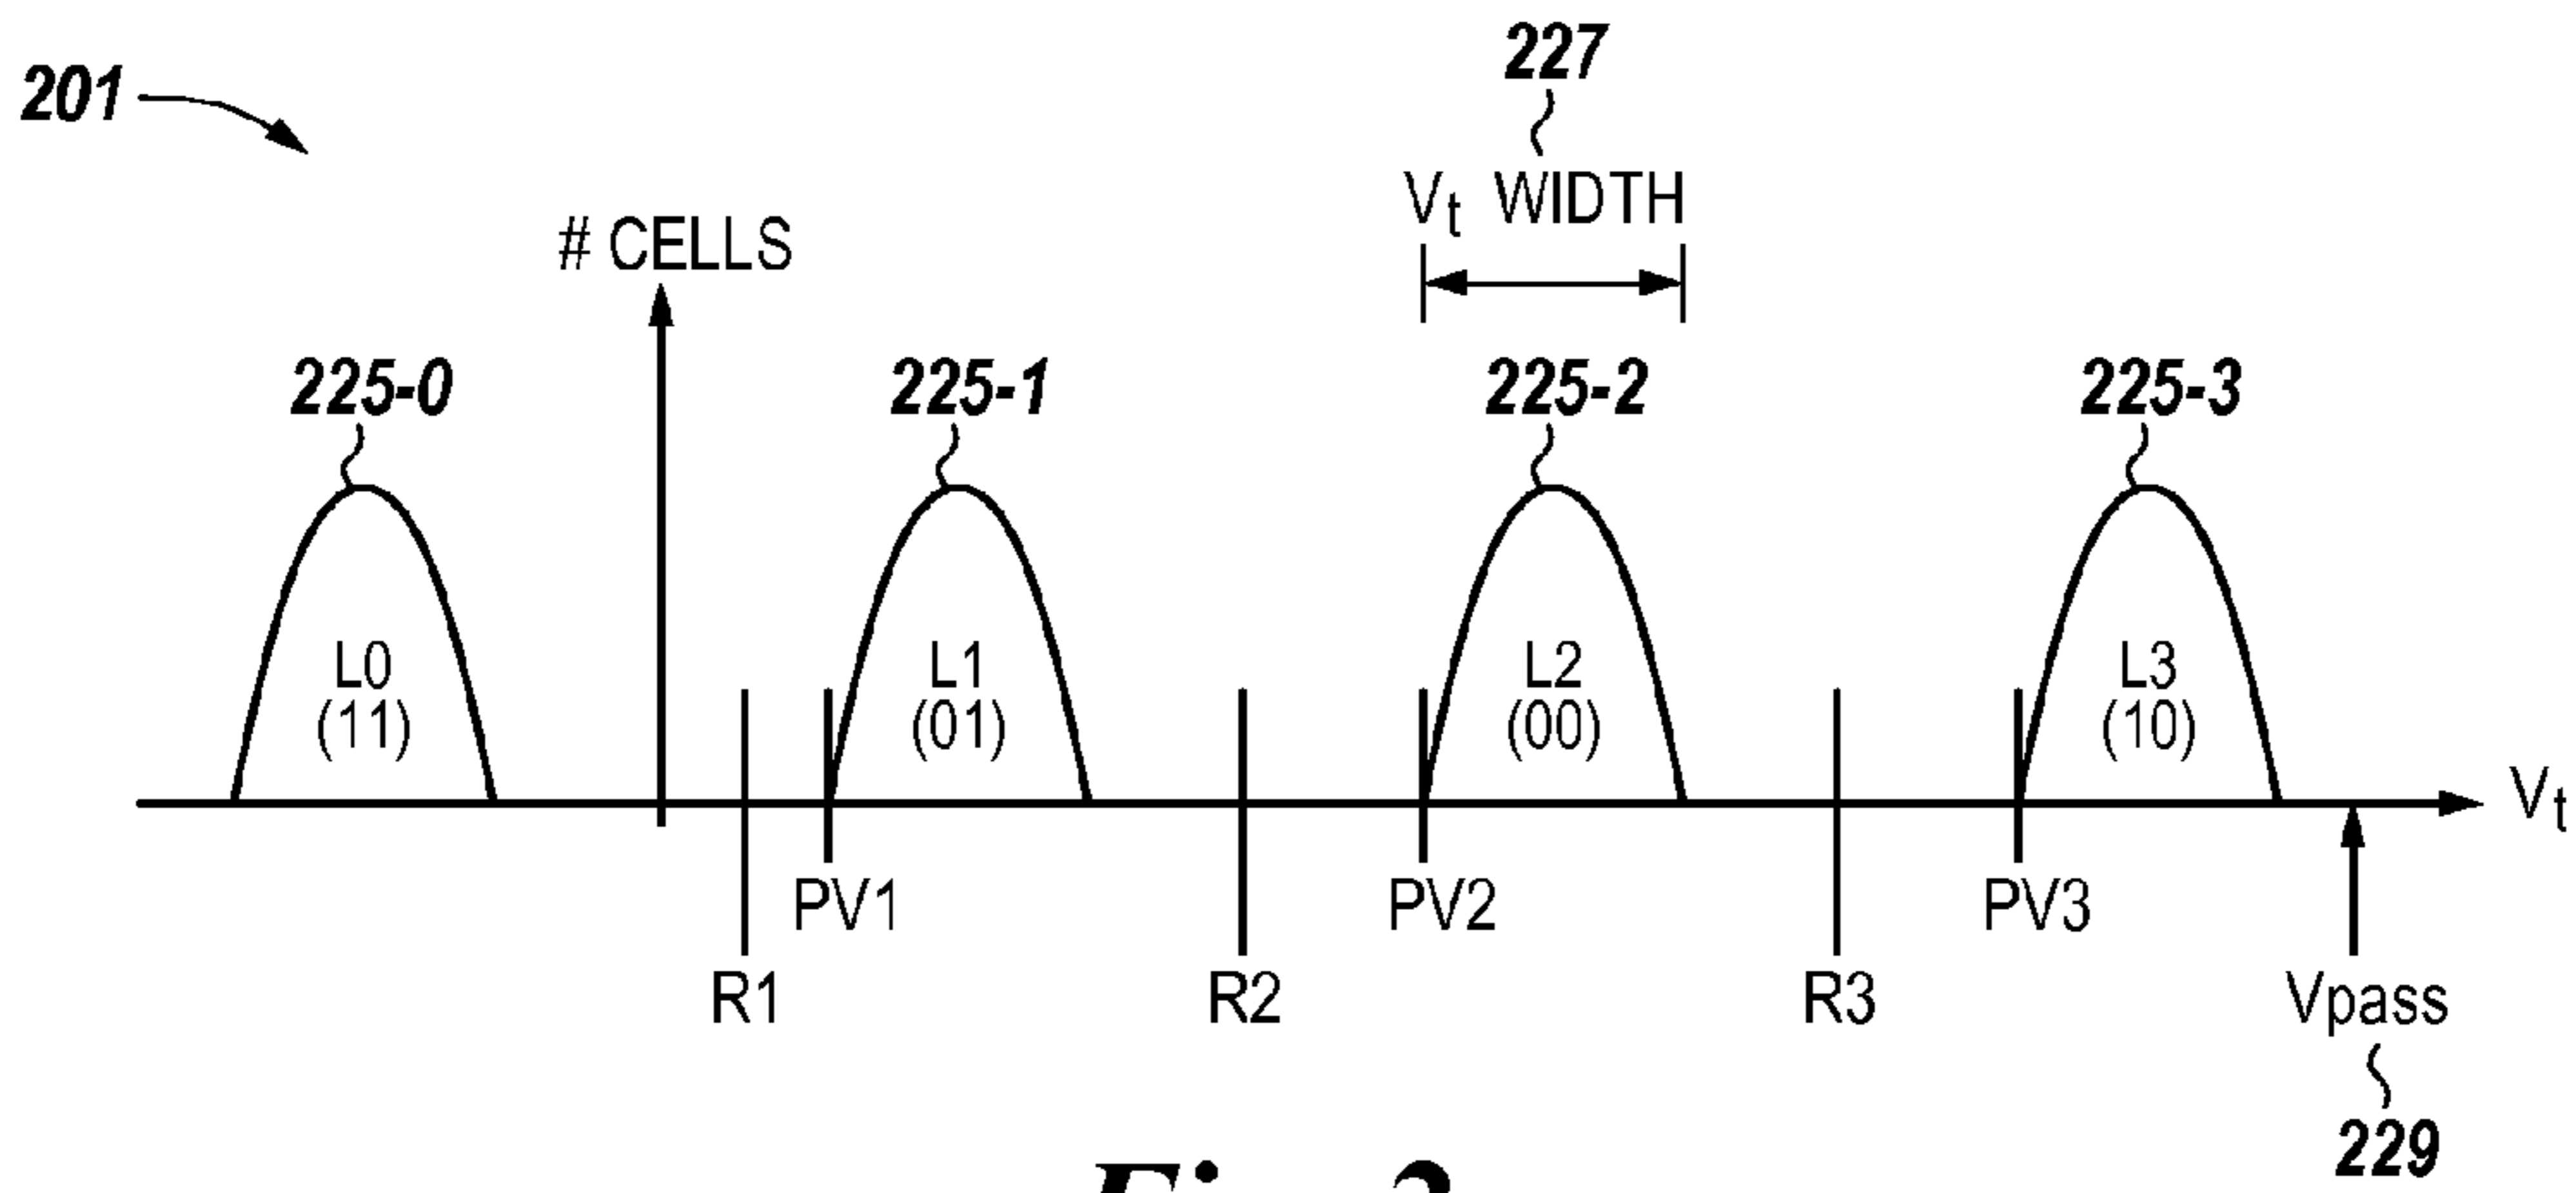 227
201
Vt WIDTH
# CELLS
225-0 225-1 225-2 225-3
L0 L1 L2 L3
(11) (01) (00) (10)
Vt
PV1 PV2 PV3
R1 R2 R3 Vpass
229